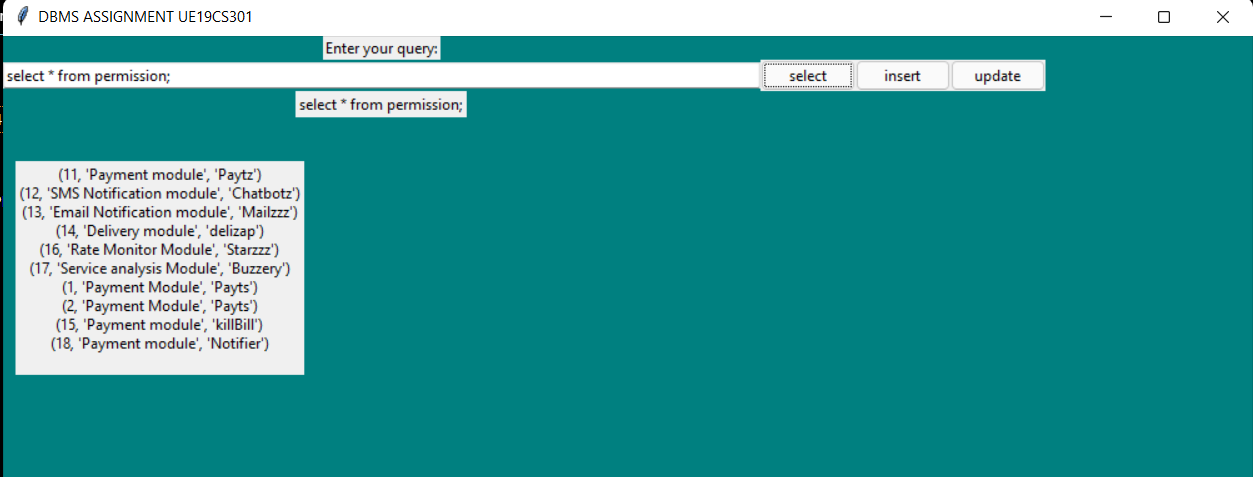 DBMS ASSIGNMENT UE19CS301
Enter your query:
select * from permission; select insert update
select * from permission;
(11, 'Payment module', 'Paytz')
(12, 'SMS Notification module', 'Chatbotz')
(13, 'Email Notification module', 'Mailzzz')
(14, 'Delivery module', 'delizap')
(16, 'Rate Monitor Module', 'Starzzz')
(17, 'Service analysis Module', 'Buzzery')
(1, 'Payment Module', 'Payts')
(2, 'Payment Module', 'Payts')
(15, 'Payment module', 'killBill')
(18, 'Payment module', 'Notifier')